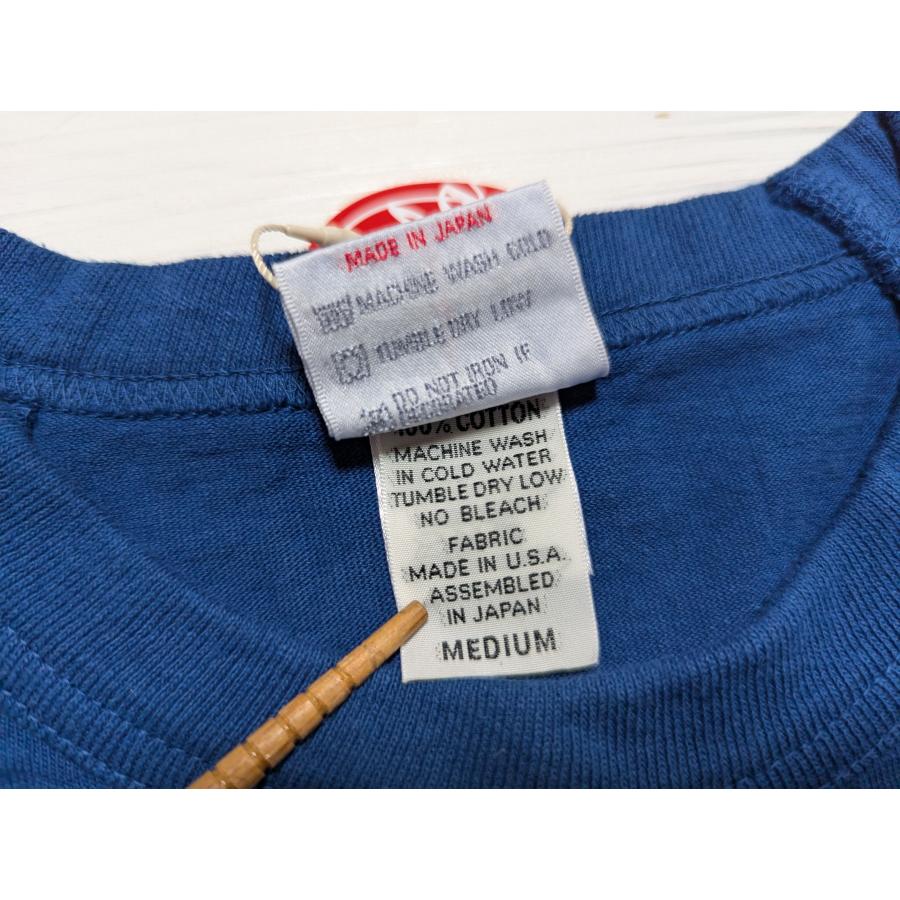 MADE IN JAPAN
MACHINE WASH COLD
TUMBLE DRY LOW
DO NOT IRON IF
DECORATED
100% COTTON
MACHINE WASH
IN COLD WATER
TUMBLE DRY LOW
NO BLEACH
FABRIC
MADE IN U.S.A.
ASSEMBLED
IN JAPAN
MEDIUM